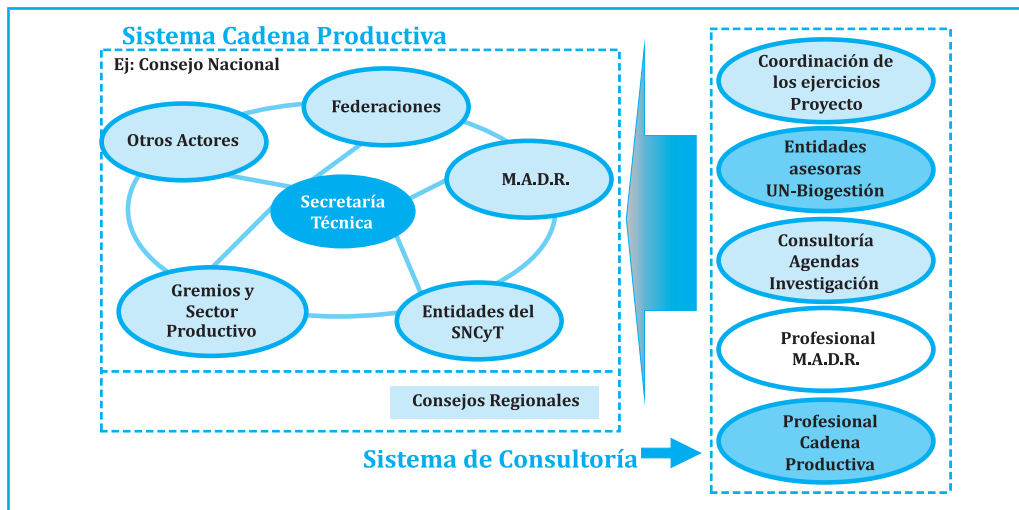 Sistema Cadena Productiva
Ej: Consejo Nacional
Federaciones
Otros Actores
M.A.D.R.
Secretaría
Técnica
Gremios y
Sector
Productivo
Entidades del
SNCyT
Consejos Regionales
Sistema de Consultoría
Coordinación de
los ejercicios
Proyecto
Entidades
asesoras
UN-Biogestión
Consultoría
Agendas
Investigación
Profesional
M.A.D.R.
Profesional
Cadena
Productiva